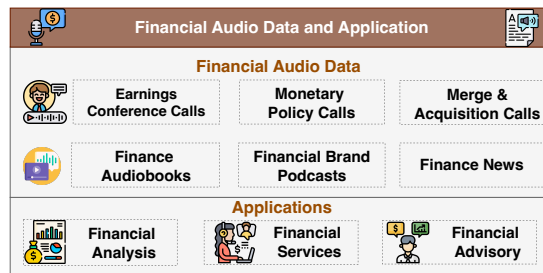 Financial Audio Data and Application
Financial Audio Data
Earnings
Conference Calls
Monetary
Policy Calls
Merge &
Acquisition Calls
Finance
Audiobooks
Financial Brand
Podcasts
Finance News
Applications
Financial
Analysis
Financial
Services
Financial
Advisory